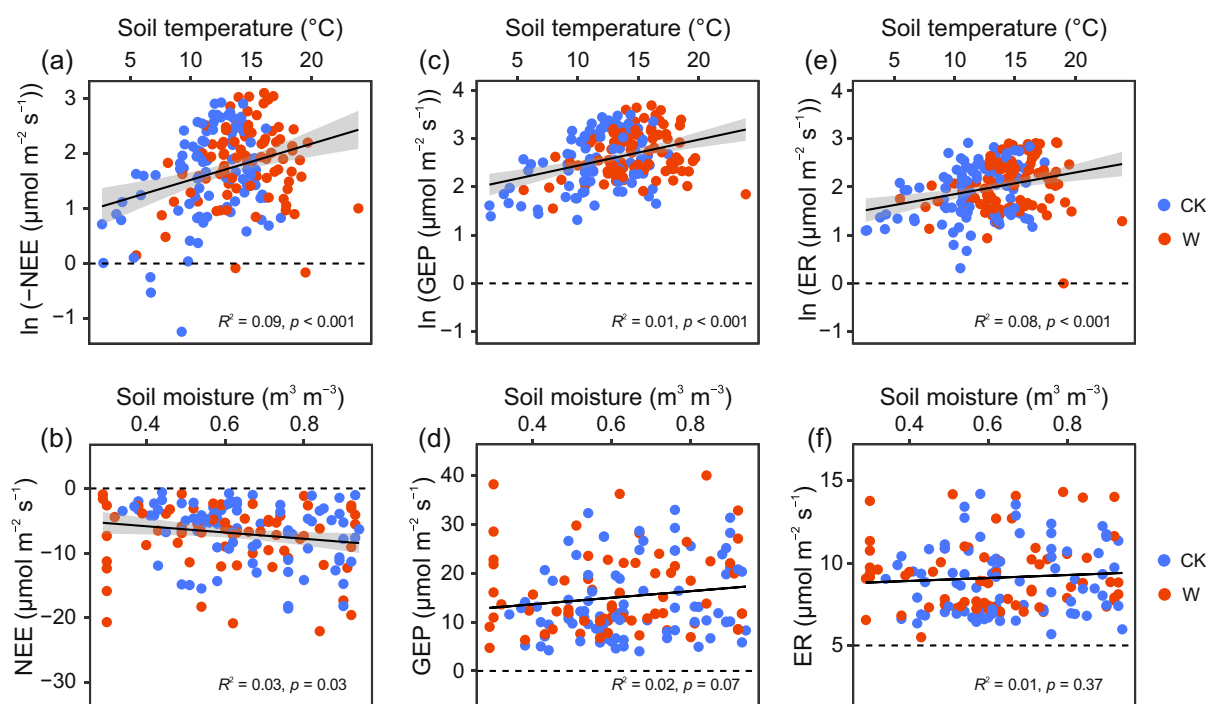 Soil temperature (°C)
Soil temperature (°C)
Soil temperature (°C)
(a)
(c)
(e)
5 10 15 20
5 10 15 20
5 10 15 20
ln (−NEE (μmol m⁻² s⁻¹))
3
2
1
0
−1
R² = 0.09, p < 0.001
ln (GEP (μmol m⁻² s⁻¹))
4
3
2
1
0
−1
R² = 0.01, p < 0.001
ln (ER (μmol m⁻² s⁻¹))
4
3
2
1
0
−1
R² = 0.08, p < 0.001
CK
W
Soil moisture (m³ m⁻³)
Soil moisture (m³ m⁻³)
Soil moisture (m³ m⁻³)
(b)
(d)
(f)
0.4 0.6 0.8
0.4 0.6 0.8
0.4 0.6 0.8
NEE (μmol m⁻² s⁻¹)
0
−10
−20
−30
R² = 0.03, p = 0.03
GEP (μmol m⁻² s⁻¹)
40
30
20
10
0
R² = 0.02, p = 0.07
ER (μmol m⁻² s⁻¹)
15
10
5
R² = 0.01, p = 0.37
CK
W